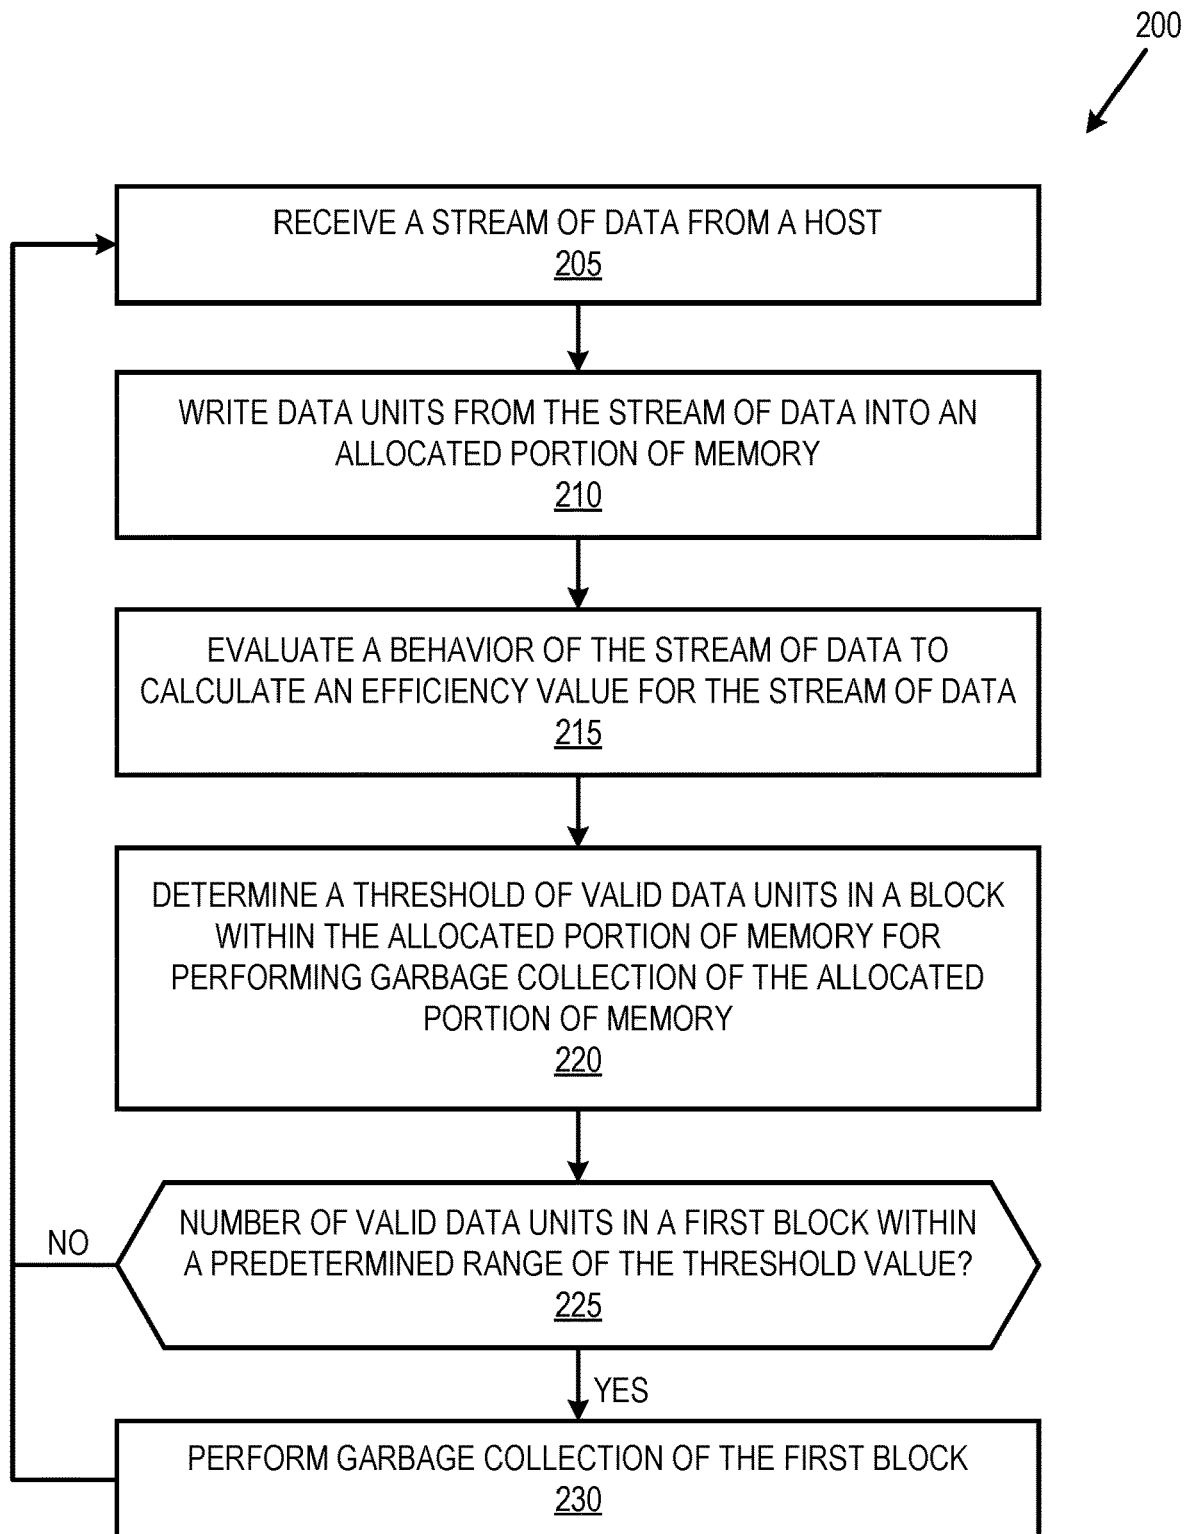 200
RECEIVE A STREAM OF DATA FROM A HOST
205
WRITE DATA UNITS FROM THE STREAM OF DATA INTO AN
ALLOCATED PORTION OF MEMORY
210
EVALUATE A BEHAVIOR OF THE STREAM OF DATA TO
CALCULATE AN EFFICIENCY VALUE FOR THE STREAM OF DATA
215
DETERMINE A THRESHOLD OF VALID DATA UNITS IN A BLOCK
WITHIN THE ALLOCATED PORTION OF MEMORY FOR
PERFORMING GARBAGE COLLECTION OF THE ALLOCATED
PORTION OF MEMORY
220
NUMBER OF VALID DATA UNITS IN A FIRST BLOCK WITHIN
A PREDETERMINED RANGE OF THE THRESHOLD VALUE?
225
NO
YES
PERFORM GARBAGE COLLECTION OF THE FIRST BLOCK
230